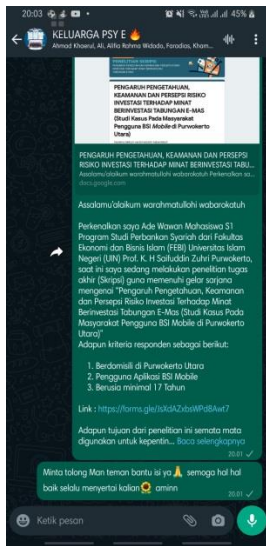 20:03
45%
KELUARGA PSY E
Ahmad Khoerul, Ali, Alifia Rahma Widada, Faradias, Kham...
PENGARUH PENGETAHUAN,
KEAMANAN DAN PERSEPSI RISIKO
INVESTASI TERHADAP MINAT
BERINVESTASI TABUNGAN E-MAS
(Studi Kasus Pada Masyarakat
Pengguna BSI Mobile di Purwokerto
Utara)
PENGARUH PENGETAHUAN, KEAMANAN DAN PERSEPSI
RISIKO INVESTASI TERHADAP MINAT BERINVESTASI TABU...
Assalamu'alaikum warahmatullohi wabarokatuh Perkenalkan sa...
docs.google.com
Assalamu'alaikum warahmatullohi wabarokatuh
Perkenalkan saya Ade Wawan Mahasiswa S1
Program Studi Perbankan Syariah dari Fakultas
Ekonomi dan Bisnis Islam (FEBI) Universitas Islam
Negeri (UIN) Prof. K. H Saifuddin Zuhri Purwokerto,
saat ini saya sedang melakukan penelitian tugas
akhir (Skripsi) guna memenuhi gelar sarjana
mengenai "Pengaruh Pengetahuan, Keamanan
dan Persepsi Risiko Investasi Terhadap Minat
Berinvestasi Tabungan E-mas (Studi Kasus Pada
Masyarakat Pengguna BSI Mobile di Purwokerto
Utara)"
Adapun kriteria responden sebagai berikut:
1. Berdomisili di Purwokerto Utara
2. Pengguna Aplikasi BSI Mobile
3. Berusia minimal 17 Tahun
Link : https://forms.gle/JsXdAZxbsWPd8Awt7
Adapun tujuan dari penelitian ini semata mata
digunakan untuk kepentin... Baca selengkapnya
20.01
Minta tolong Man teman bantu isi ya🙏 semoga hal hal
baik selalu menyertai kalian🌻 aminn
20.01
Ketik pesan